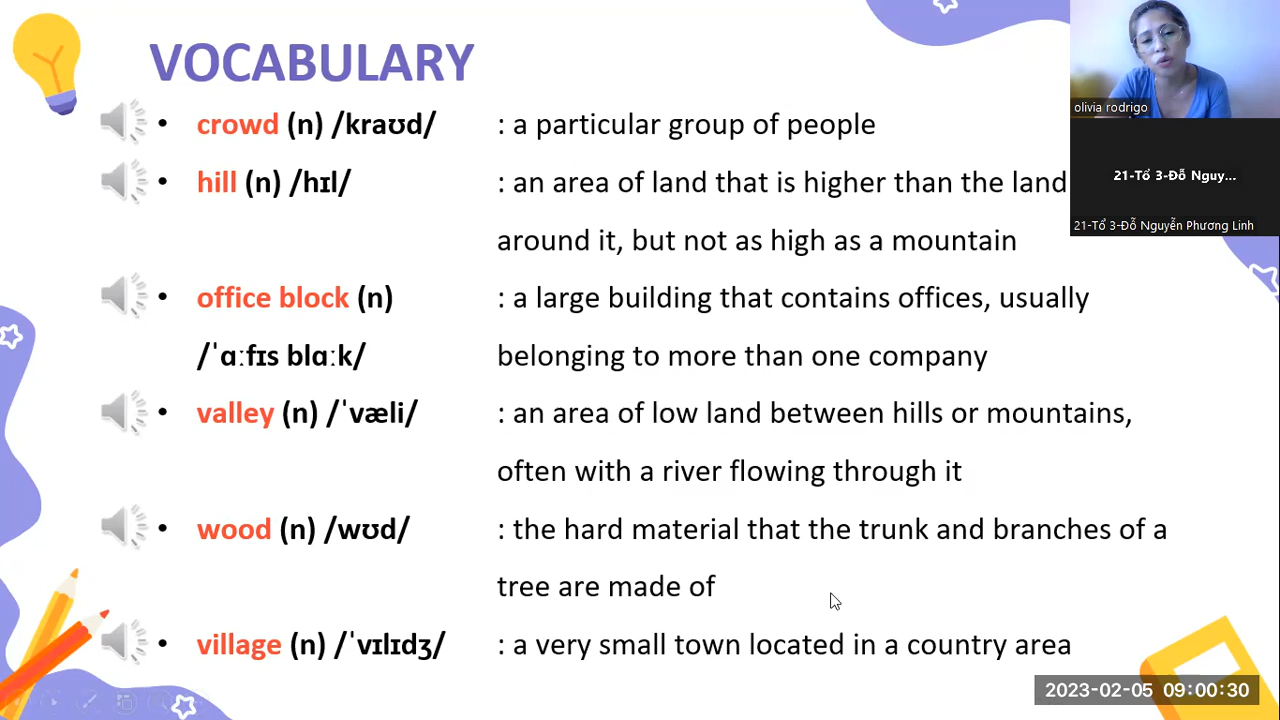 VOCABULARY
• crowd (n) /kraʊd/ : a particular group of people
• hill (n) /hɪl/ : an area of land that is higher than the land
around it, but not as high as a mountain
• office block (n) : a large building that contains offices, usually
/ˈɑːfɪs blɑːk/ belonging to more than one company
• valley (n) /ˈvæli/ : an area of low land between hills or mountains,
often with a river flowing through it
• wood (n) /wʊd/ : the hard material that the trunk and branches of a
tree are made of
• village (n) /ˈvɪlɪdʒ/ : a very small town located in a country area
olivia rodrigo
21-Tổ 3-Đỗ Nguy...
21-Tổ 3-Đỗ Nguyễn Phương Linh
2023-02-05 09:00:30